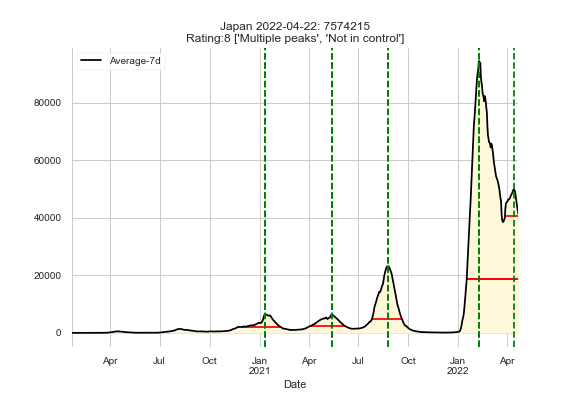 Japan 2022-04-22: 7574215
Rating:8 ['Multiple peaks', 'Not in control']
Average-7d
80000
60000
40000
20000
0
Apr Jul Oct Jan Apr Jul Oct Jan Apr
2021 2022
Date